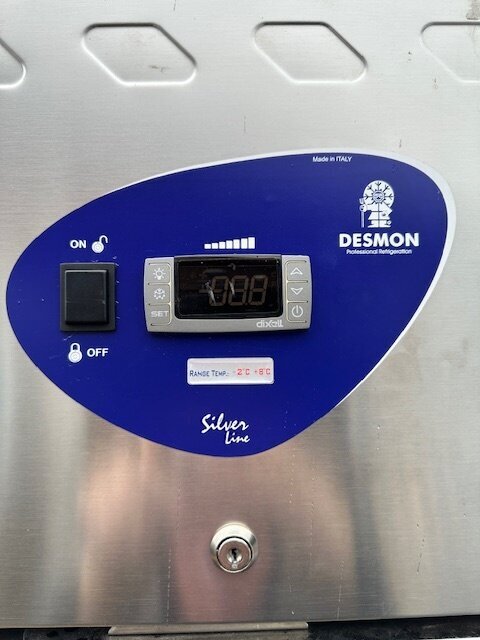 Made in ITALY
DESMON
Professional Refrigeration
ON
OFF
SET
dixell
RANGE TEMP.: -2°C +8°C
Silver
Line